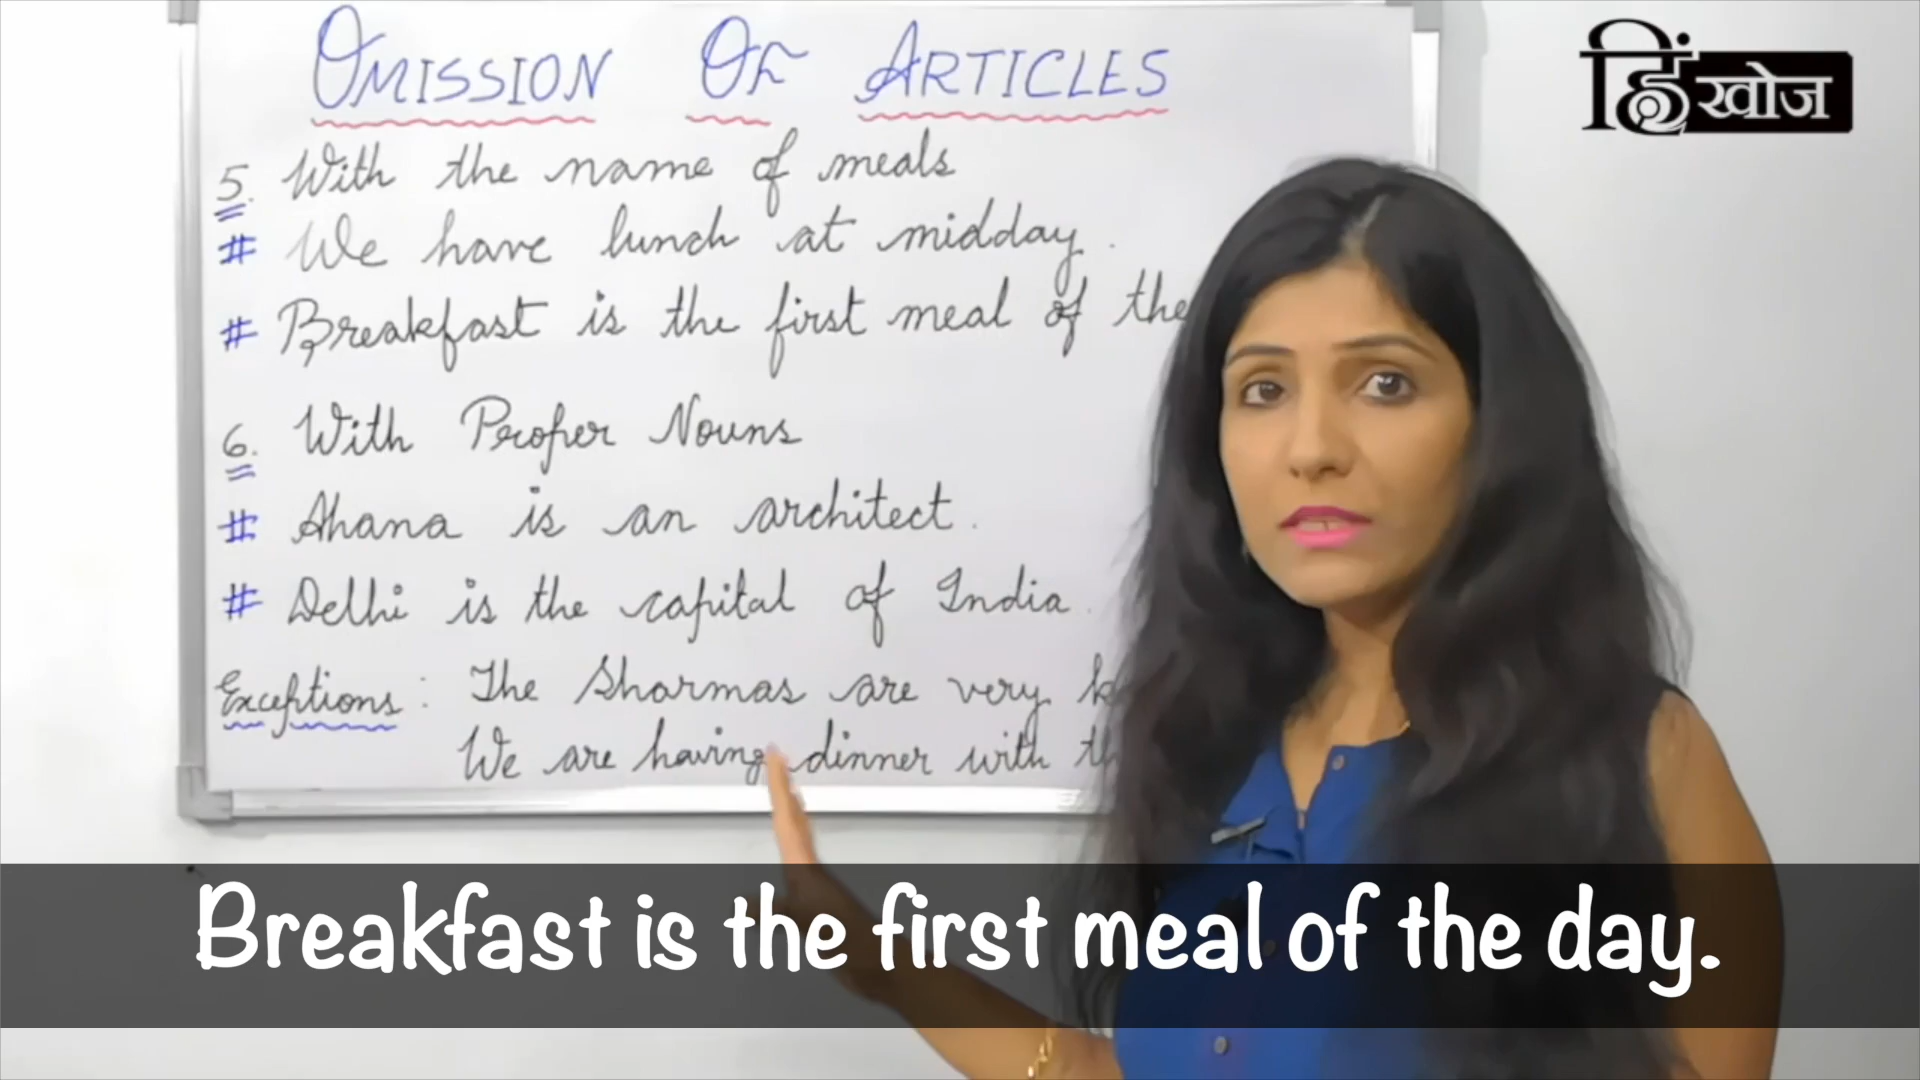 OMISSION OF ARTICLES
हिंखोज
5. With the name of meals
# We have lunch at midday.
# Breakfast is the first meal of the
6. With Proper Nouns
# Ahana is an architect.
# Delhi is the capital of India.
Exceptions: The Sharmas are very
We are having dinner with
Breakfast is the first meal of the day.